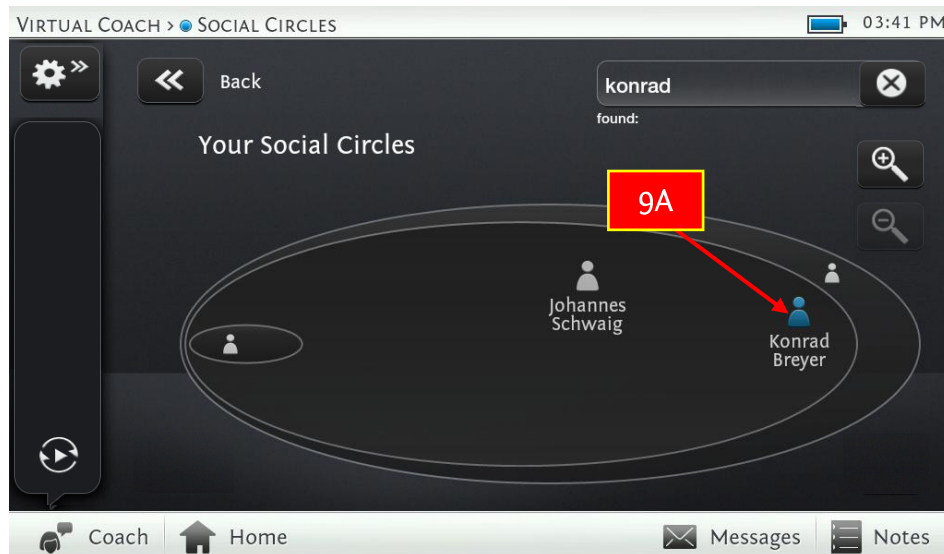 VIRTUAL COACH > SOCIAL CIRCLES
03:41 PM
»
Back
konrad
found:
Your Social Circles
9A
Johannes
Schwaig
Konrad
Breyer
Coach
Home
Messages
Notes